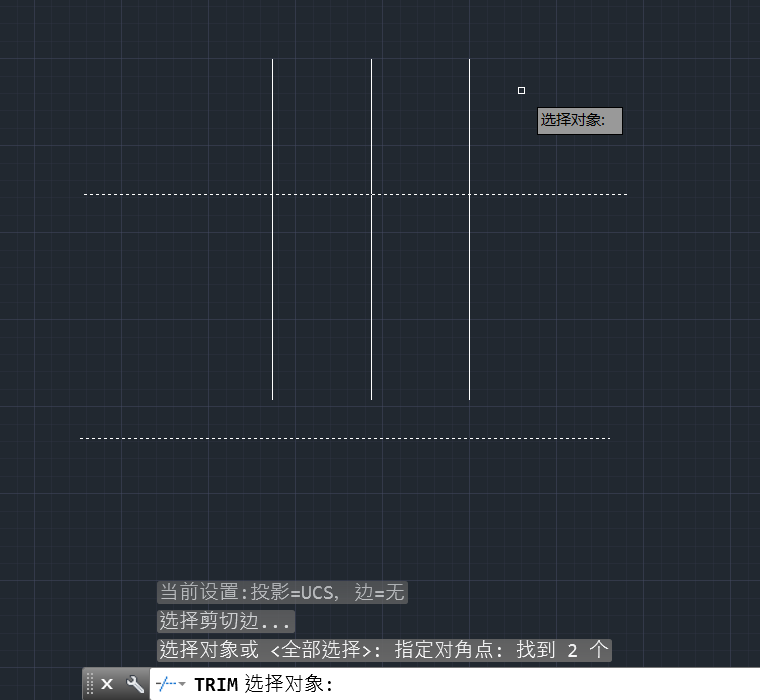 选择对象:
当前设置:投影=UCS, 边=无
选择剪切边...
选择对象或 <全部选择>: 指定对角点: 找到 2 个
TRIM 选择对象: